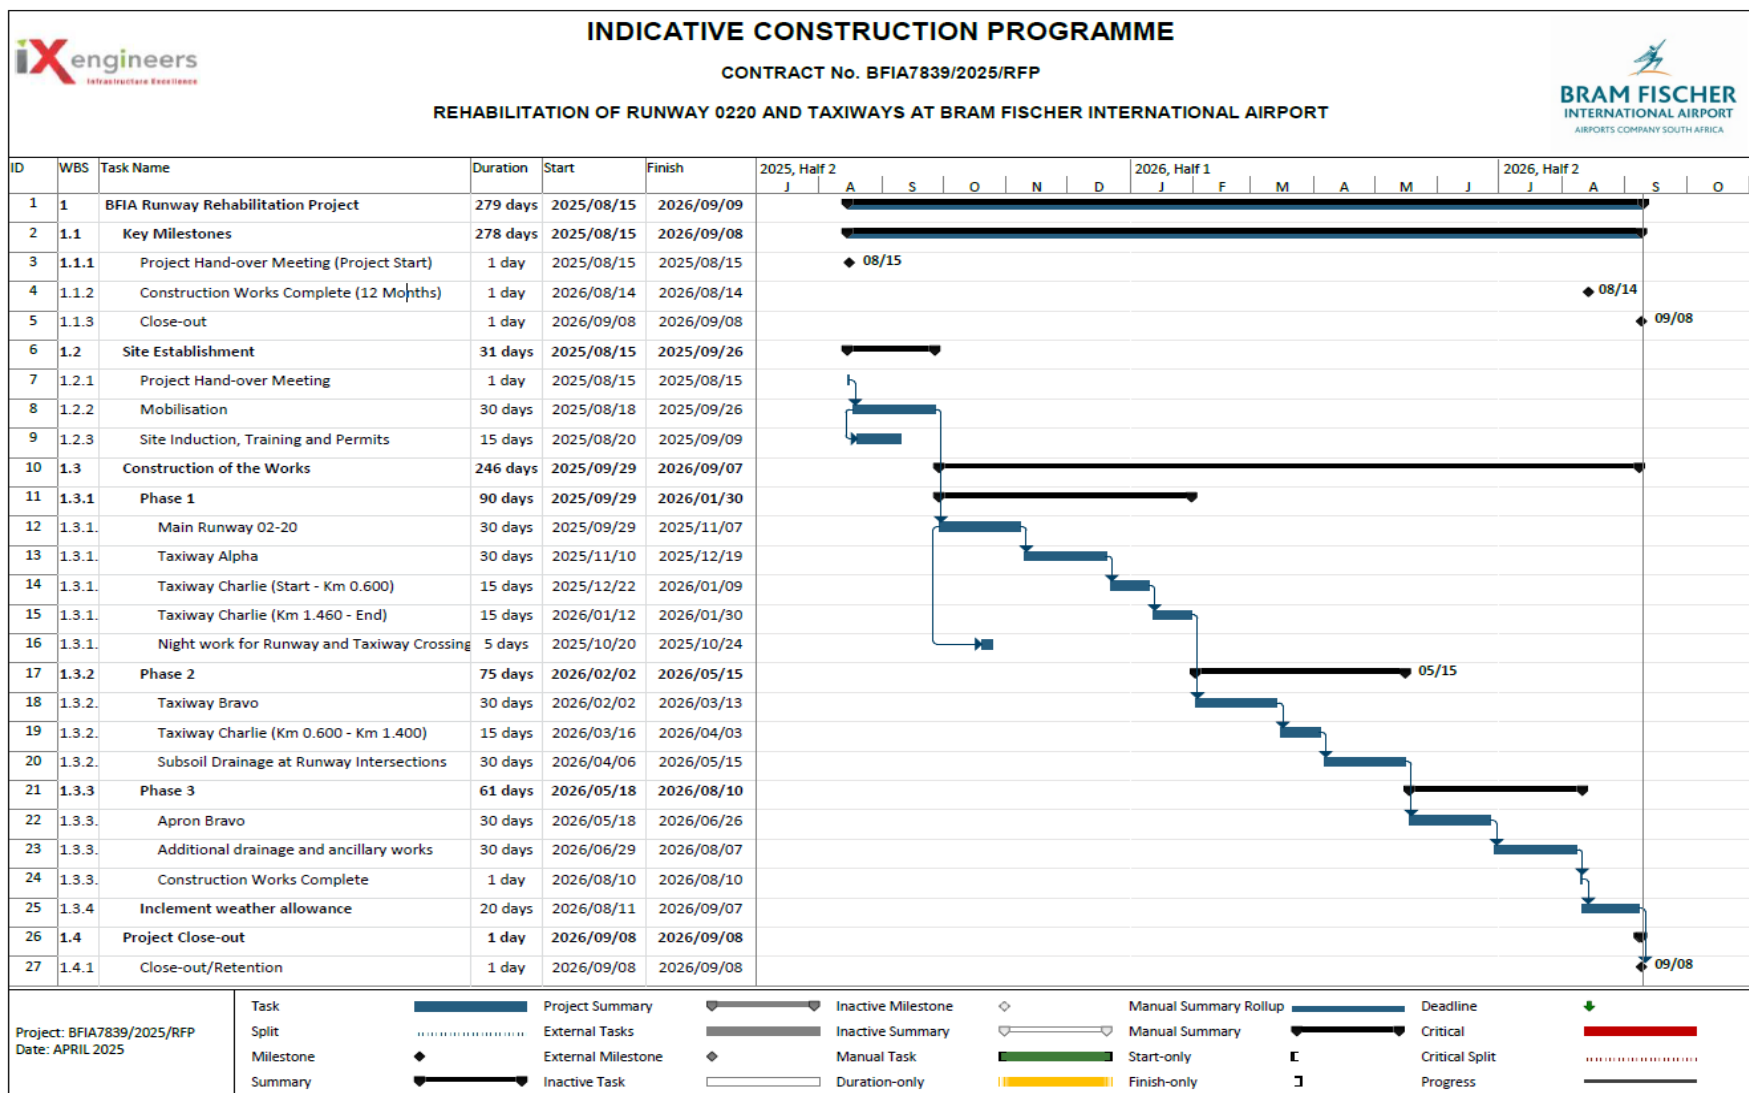 INDICATIVE CONSTRUCTION PROGRAMME
iX engineers
Infrastructure Excellence
CONTRACT No. BFIA7839/2025/RFP
REHABILITATION OF RUNWAY 0220 AND TAXIWAYS AT BRAM FISCHER INTERNATIONAL AIRPORT
BRAM FISCHER
INTERNATIONAL AIRPORT
AIRPORTS COMPANY SOUTH AFRICA
ID WBS Task Name Duration Start Finish 2025, Half 2 2026, Half 1 2026, Half 2
J A S O N D J F M A M J J A S O
1 1 BFIA Runway Rehabilitation Project 279 days 2025/08/15 2026/09/09
2 1.1 Key Milestones 278 days 2025/08/15 2026/09/08
3 1.1.1 Project Hand-over Meeting (Project Start) 1 day 2025/08/15 2025/08/15 08/15
4 1.1.2 Construction Works Complete (12 Months) 1 day 2026/08/14 2026/08/14 08/14
5 1.1.3 Close-out 1 day 2026/09/08 2026/09/08 09/08
6 1.2 Site Establishment 31 days 2025/08/15 2025/09/26
7 1.2.1 Project Hand-over Meeting 1 day 2025/08/15 2025/08/15
8 1.2.2 Mobilisation 30 days 2025/08/18 2025/09/26
9 1.2.3 Site Induction, Training and Permits 15 days 2025/08/20 2025/09/09
10 1.3 Construction of the Works 246 days 2025/09/29 2026/09/07
11 1.3.1 Phase 1 90 days 2025/09/29 2026/01/30
12 1.3.1. Main Runway 02-20 30 days 2025/09/29 2025/11/07
13 1.3.1. Taxiway Alpha 30 days 2025/11/10 2025/12/19
14 1.3.1. Taxiway Charlie (Start - Km 0.600) 15 days 2025/12/22 2026/01/09
15 1.3.1. Taxiway Charlie (Km 1.460 - End) 15 days 2026/01/12 2026/01/30
16 1.3.1. Night work for Runway and Taxiway Crossing 5 days 2025/10/20 2025/10/24
17 1.3.2 Phase 2 75 days 2026/02/02 2026/05/15 05/15
18 1.3.2. Taxiway Bravo 30 days 2026/02/02 2026/03/13
19 1.3.2. Taxiway Charlie (Km 0.600 - Km 1.400) 15 days 2026/03/16 2026/04/03
20 1.3.2. Subsoil Drainage at Runway Intersections 30 days 2026/04/06 2026/05/15
21 1.3.3 Phase 3 61 days 2026/05/18 2026/08/10
22 1.3.3. Apron Bravo 30 days 2026/05/18 2026/06/26
23 1.3.3. Additional drainage and ancillary works 30 days 2026/06/29 2026/08/07
24 1.3.3. Construction Works Complete 1 day 2026/08/10 2026/08/10
25 1.3.4 Inclement weather allowance 20 days 2026/08/11 2026/09/07
26 1.4 Project Close-out 1 day 2026/09/08 2026/09/08
27 1.4.1 Close-out/Retention 1 day 2026/09/08 2026/09/08 09/08
Project: BFIA7839/2025/RFP
Date: APRIL 2025
Task Project Summary Inactive Milestone Manual Summary Rollup Deadline
Split External Tasks Inactive Summary Manual Summary Critical
Milestone External Milestone Manual Task Start-only Critical Split
Summary Inactive Task Duration-only Finish-only Progress